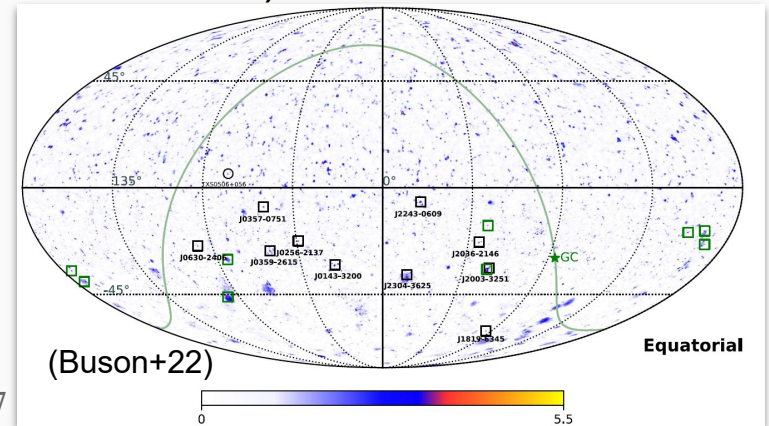 45°
135°
0°
TXS0506+056
J0357-0751
J2243-0609
J0630-2406
J0256-2137
J0359-2615
J2036-2146
GC
J0143-3200
J2304-3625
J2003-3251
-45°
J1819-6345
Equatorial
(Buson+22)
7
0
5.5